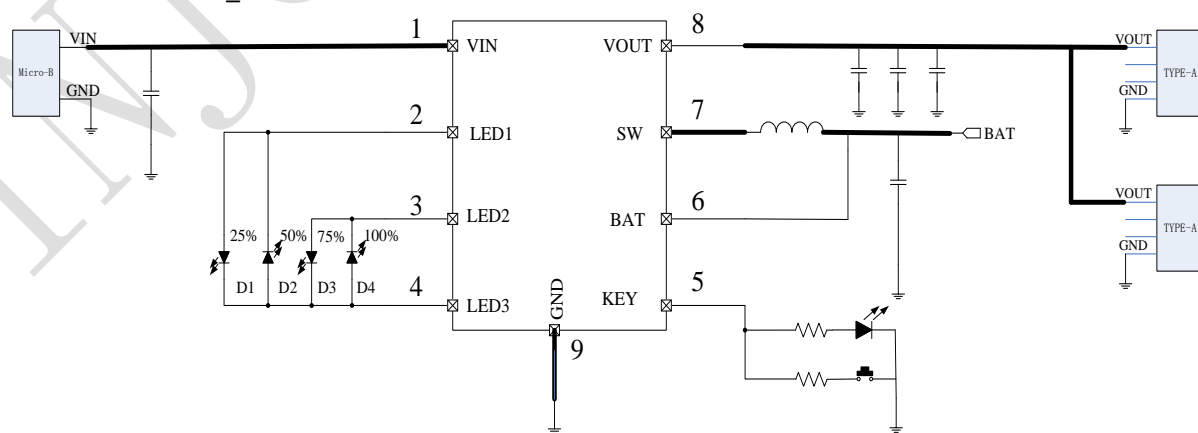 1
8
VIN
VIN
VOUT
VOUT
Micro-B
TYPE-A
GND
GND
2
7
LED1
SW
BAT
3
6
LED2
BAT
VOUT
25%
50%
75%
100%
TYPE-A
GND
D1
D2
D3
D4
4
5
LED3
GND
KEY
9